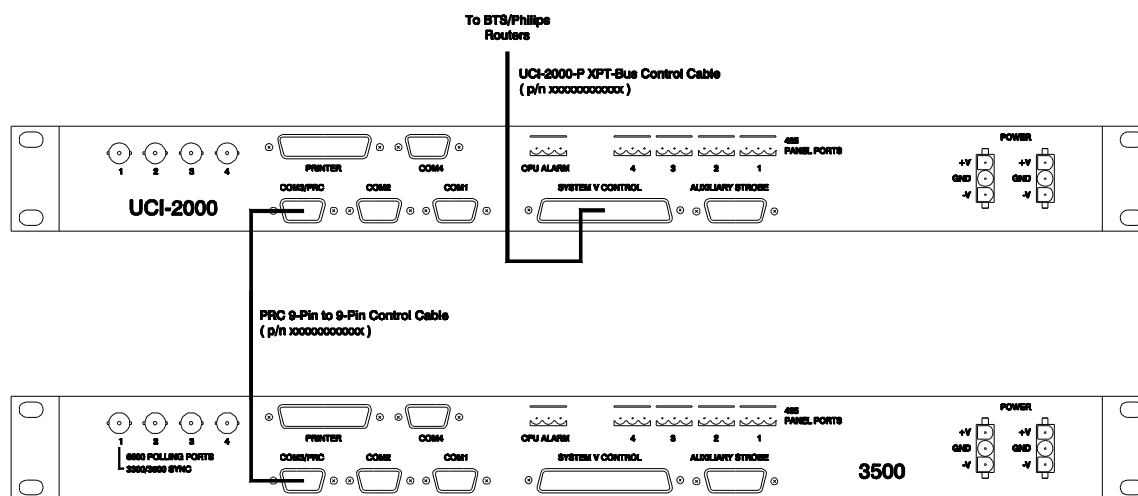 To BTS/Philips
Routers
UCI-2000-P XPT-Bus Control Cable
( p/n xxxxxxxxxxxx )
1 2 3 4
PRINTER
COM4
CPU ALARM
4 3 2 1
485
PANEL PORTS
POWER
+V +V
GND GND
-V -V
COM3/PRC
COM2
COM1
SYSTEM V CONTROL
AUXILIARY STROBE
UCI-2000
PRC 9-Pin to 9-Pin Control Cable
( p/n xxxxxxxxxxxx )
1 2 3 4
6500 POLLING PORTS
3300/3500 SYNC
PRINTER
COM4
CPU ALARM
4 3 2 1
485
PANEL PORTS
POWER
+V +V
GND GND
-V -V
COM3/PRC
COM2
COM1
SYSTEM V CONTROL
AUXILIARY STROBE
3500